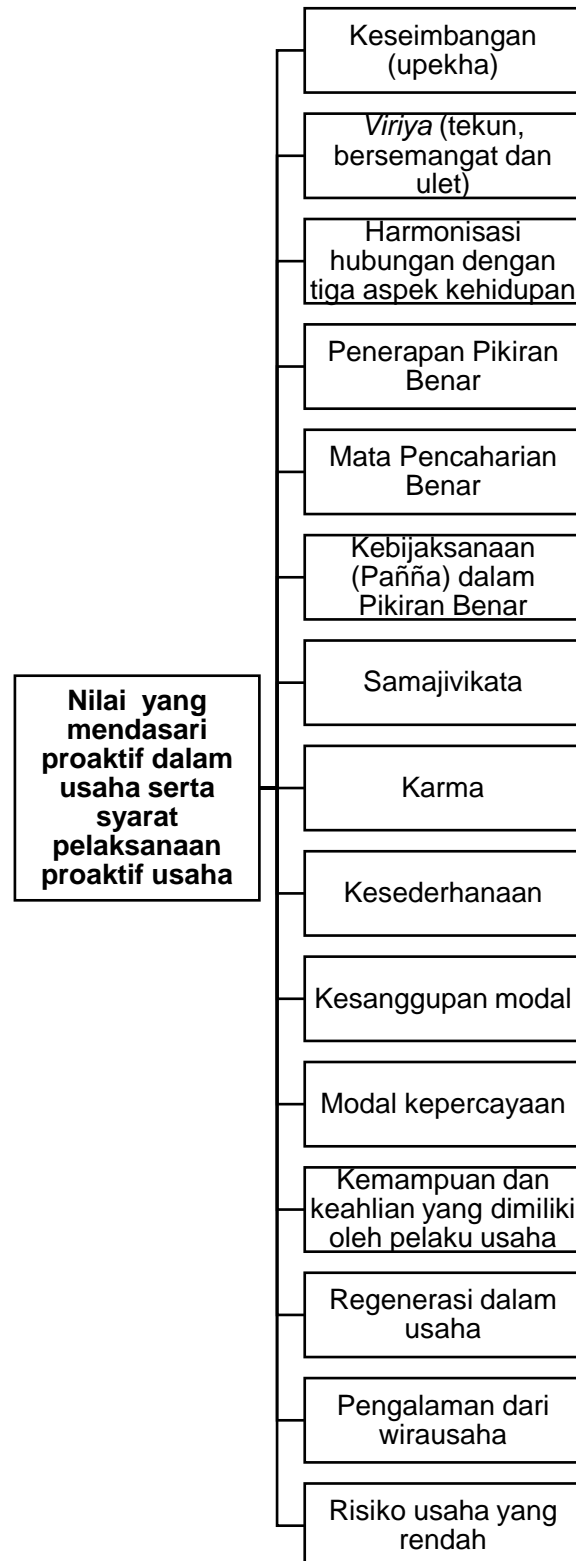 Keseimbangan
(upekha)
Viriya (tekun,
bersemangat dan
ulet)
Harmonisasi
hubungan dengan
tiga aspek kehidupan
Penerapan Pikiran
Benar
Mata Pencaharian
Benar
Kebijaksanaan
(Pañña) dalam
Pikiran Benar
Samajivikata
Nilai yang
mendasari
proaktif dalam
usaha serta
syarat
pelaksanaan
proaktif usaha
Karma
Kesederhanaan
Kesanggupan modal
Modal kepercayaan
Kemampuan dan
keahlian yang dimiliki
oleh pelaku usaha
Regenerasi dalam
usaha
Pengalaman dari
wirausaha
Risiko usaha yang
rendah